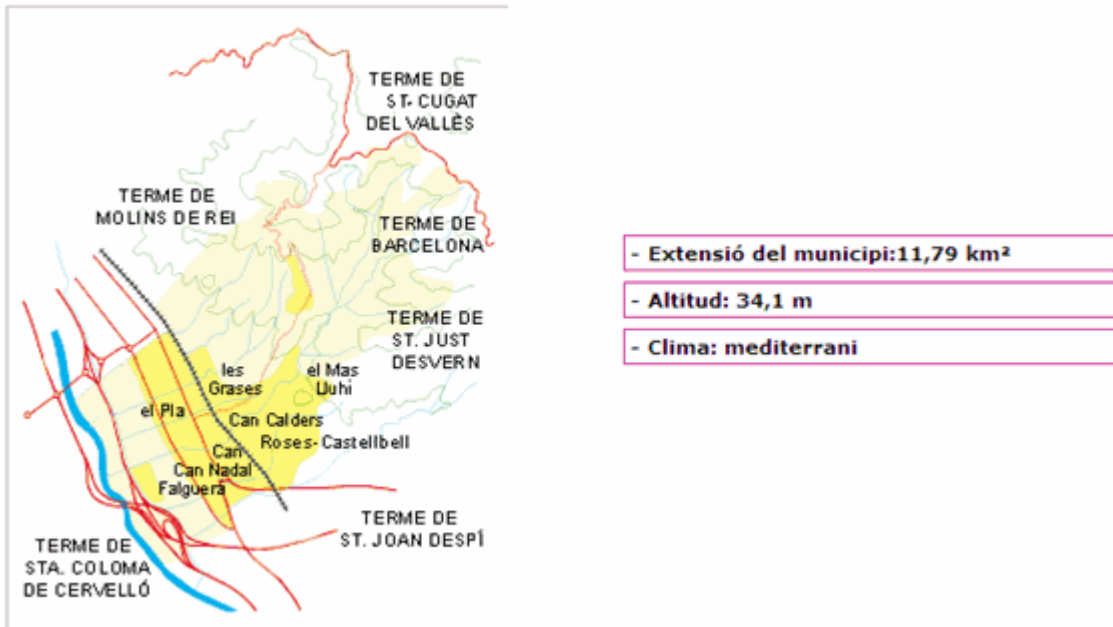 TERME DE
ST. CUGAT
DEL VALLÈS
TERME DE
MOLINS DE REI
TERME DE
BARCELONA
TERME DE
ST. JUST
DESVERN
les
Grases
el Mas
Lluhí
el Pla
Can Calders
Roses-Castellbell
Can
Can Nadal
Falguera
TERME DE
ST. JOAN DESPÍ
TERME DE
STA. COLOMA
DE CERVELLÓ
- Extensió del municipi:11,79 km²
- Altitud: 34,1 m
- Clima: mediterrani